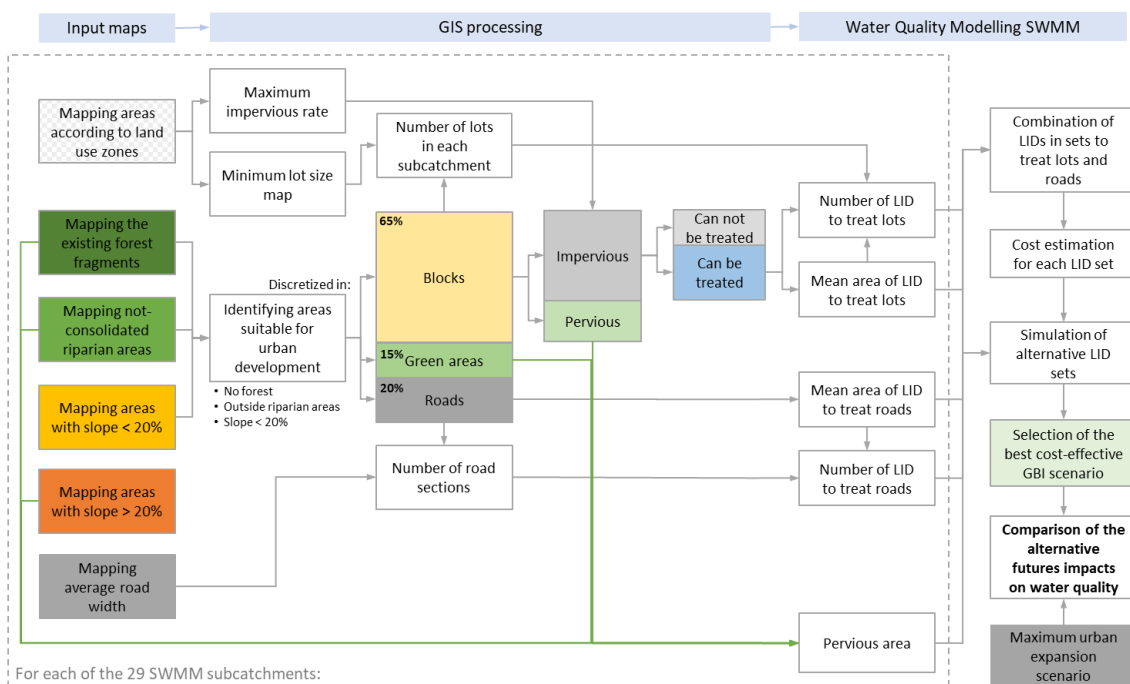 Input maps
GIS processing
Water Quality Modelling SWMM
Mapping areas
according to land
use zones
Maximum
impervious rate
Minimum lot size
map
Number of lots
in each
subcatchment
Mapping the
existing forest
fragments
Mapping not-
consolidated
riparian areas
Mapping areas
with slope < 20%
Mapping areas
with slope > 20%
Mapping
average road
width
Discretized in:
Identifying areas
suitable for
urban
development
• No forest
• Outside riparian areas
• Slope < 20%
65%
Blocks
15%
Green areas
20%
Roads
Number of road
sections
Impervious
Pervious
Can not
be treated
Can be
treated
Number of LID
to treat lots
Mean area of LID
to treat lots
Mean area of LID
to treat roads
Number of LID
to treat roads
Pervious area
Combination of
LIDs in sets to
treat lots and
roads
Cost estimation
for each LID set
Simulation of
alternative LID
sets
Selection of the
best cost-effective
GBI scenario
Comparison of the
alternative
futures impacts
on water quality
Maximum urban
expansion
scenario
For each of the 29 SWMM subcatchments: